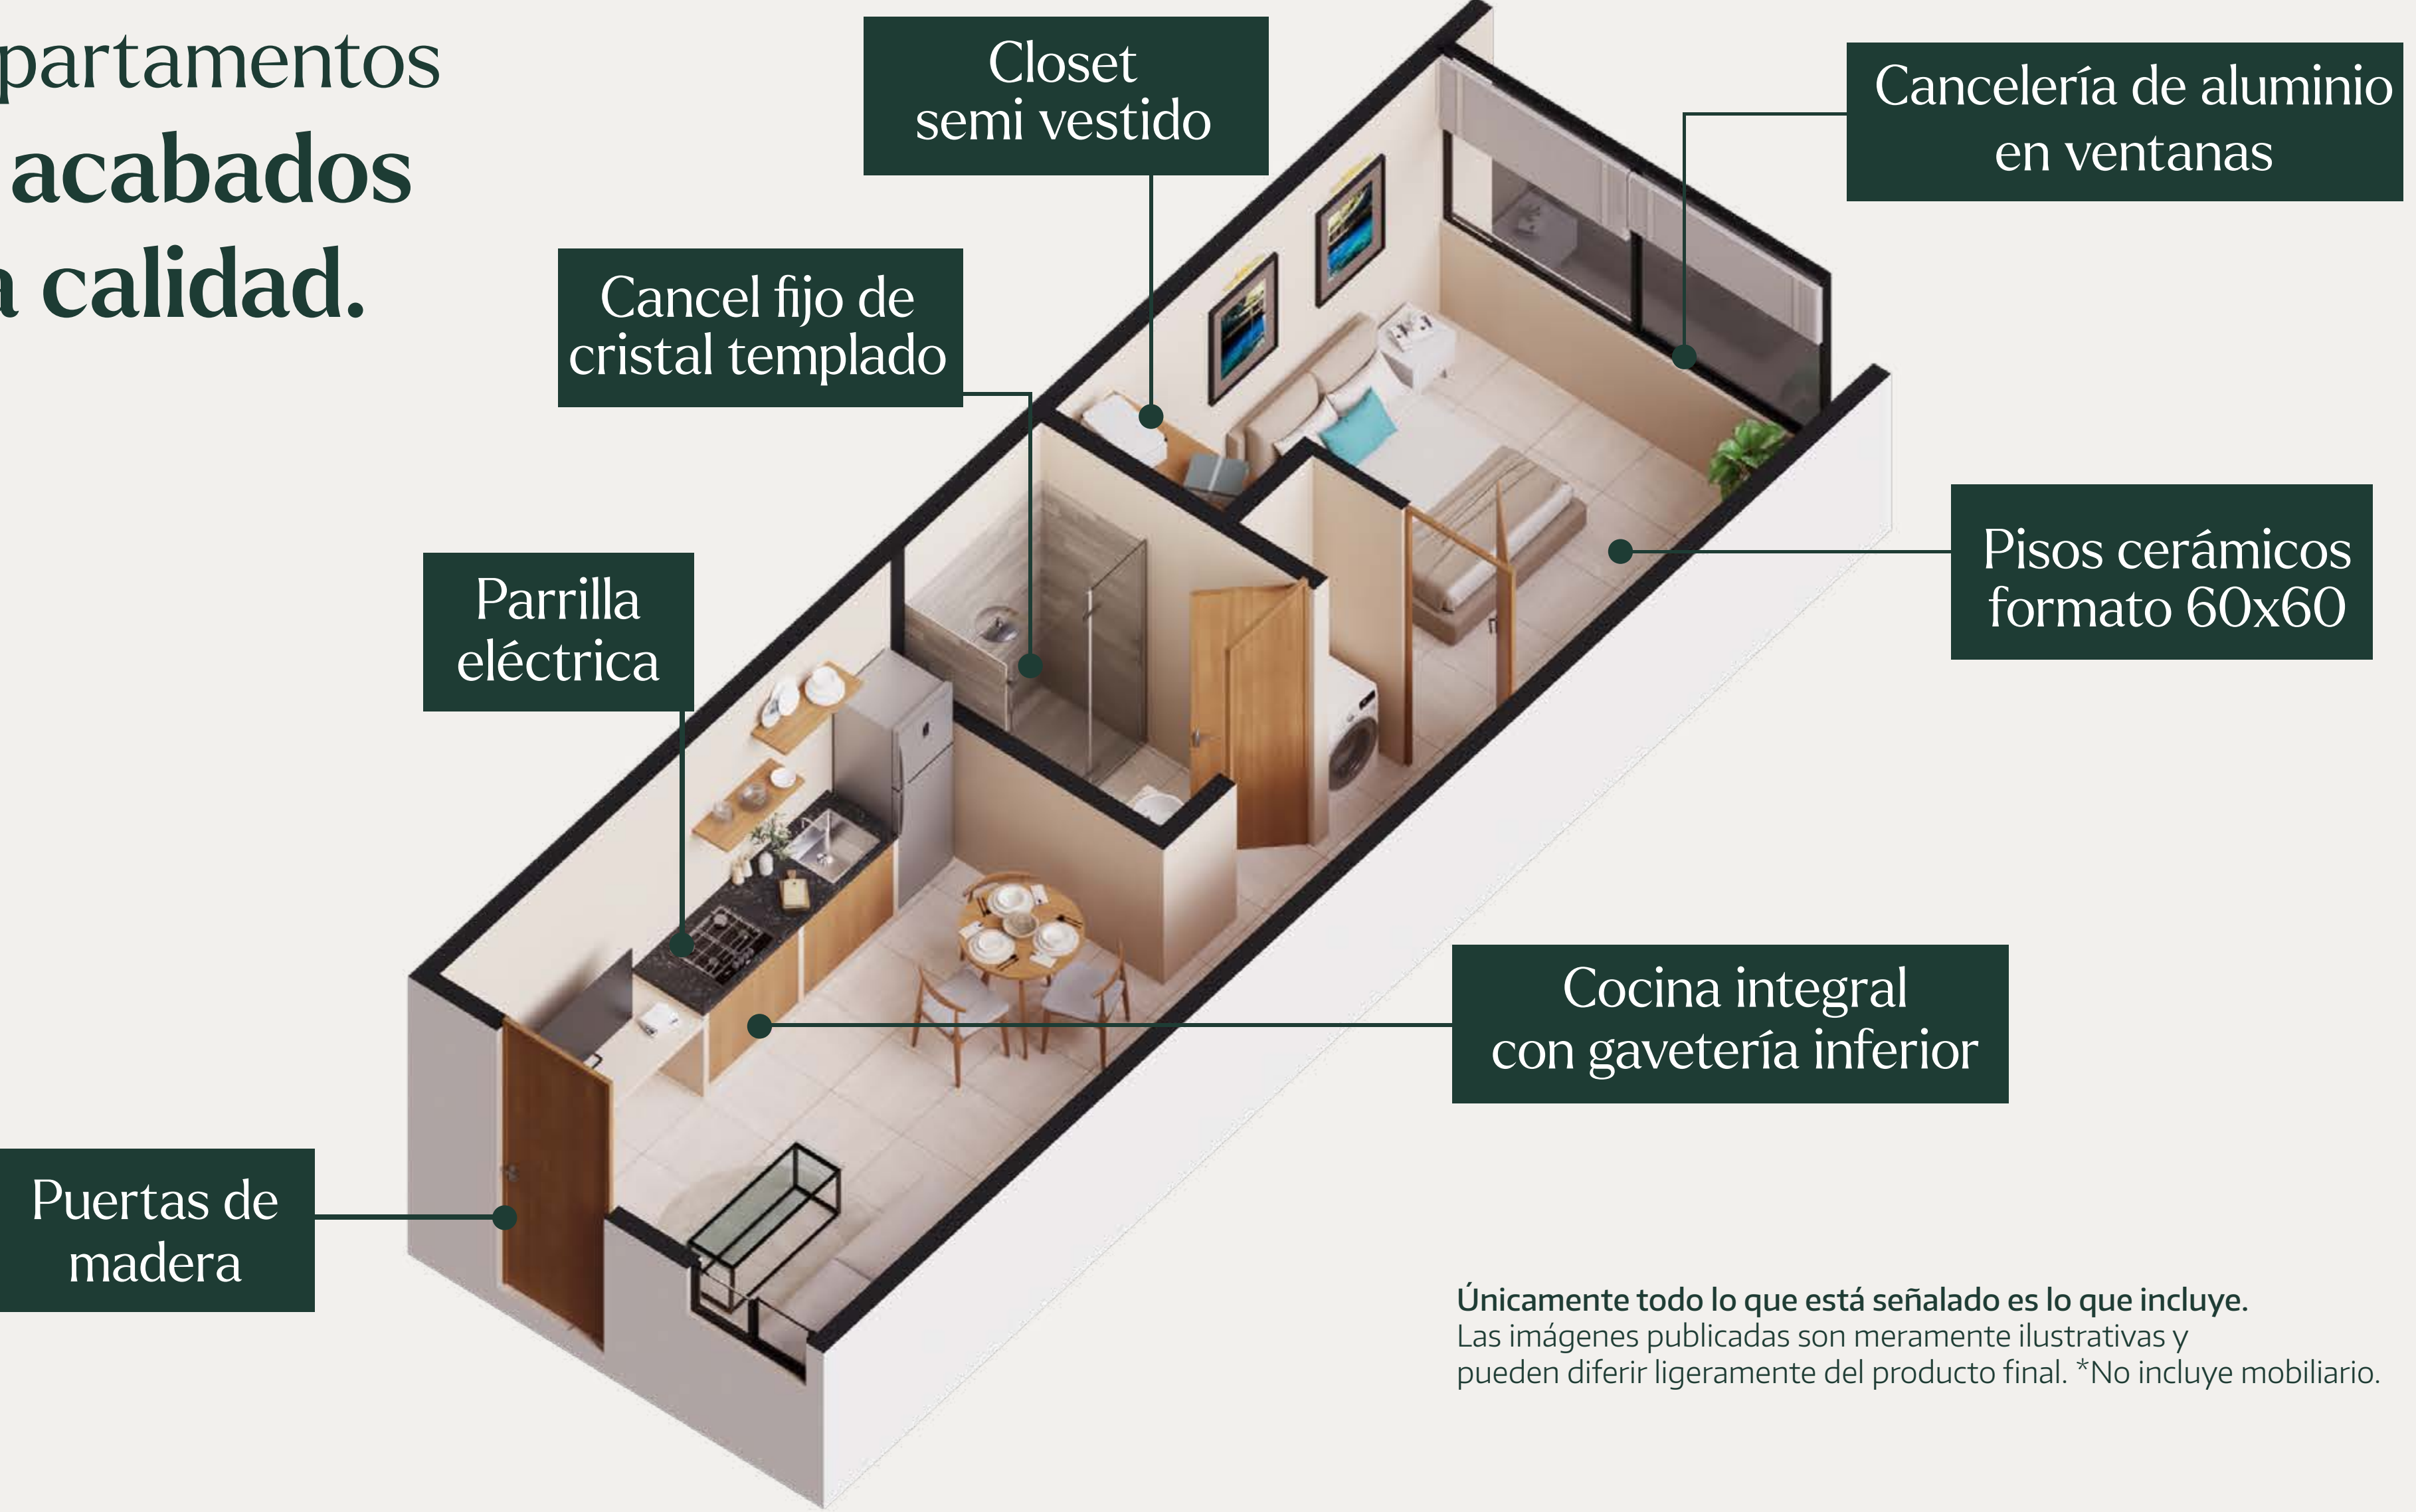 partamentos
acabados
a calidad.
Closet
semi vestido
Cancelería de aluminio
en ventanas
Cancel fijo de
cristal templado
Pisos cerámicos
formato 60x60
Parrilla
eléctrica
Cocina integral
con gavetería inferior
Puertas de
madera
Únicamente todo lo que está señalado es lo que incluye.
Las imágenes publicadas son meramente ilustrativas y
pueden diferir ligeramente del producto final. *No incluye mobiliario.